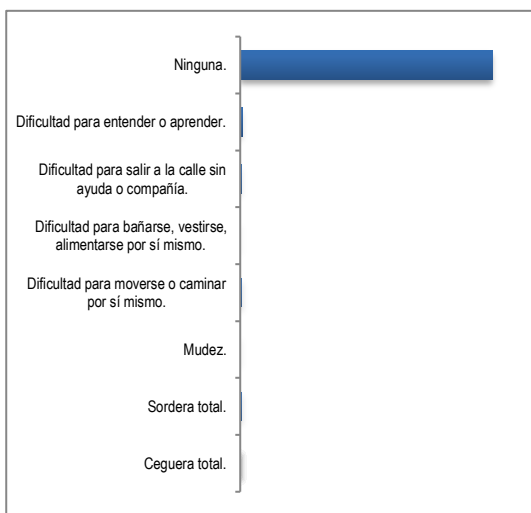 Ninguna.
Dificultad para entender o aprender.
Dificultad para salir a la calle sin
ayuda o compañía.
Dificultad para bañarse, vestirse,
alimentarse por sí mismo.
Dificultad para moverse o caminar
por sí mismo.
Mudez.
Sordera total.
Ceguera total.